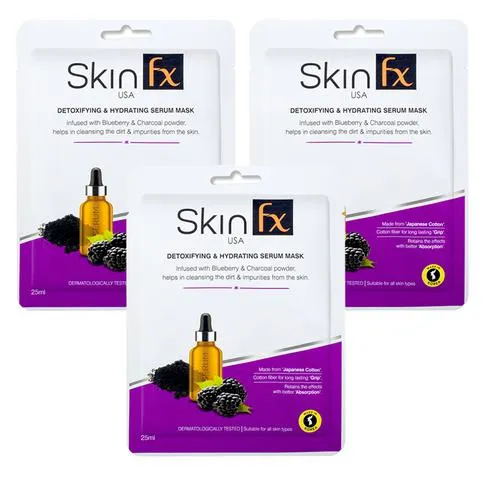 Skin fx
USA
DETOXIFYING & HYDRATING SERUM MASK
Infused with Blueberry & Charcoal powder,
helps in cleansing the dirt & impurities from the skin.
DERMATOLOGICALLY TESTED
25ml
Skin fx
USA
DETOXIFYING & HYDRATING SERUM MASK
Infused with Blueberry & Charcoal powder,
helps in cleansing the dirt & impurities from the skin.
Made from 'Japanese Cotton'
Cotton fiber for long lasting 'Grip'
Retains the effects
with better 'Absorption'
TESTED | Suitable for all skin types
Skin fx
USA
DETOXIFYING & HYDRATING SERUM MASK
Infused with Blueberry & Charcoal powder,
helps in cleansing the dirt & impurities from the skin.
SERUM
Made from 'Japanese Cotton'
Cotton fiber for long lasting 'Grip'
Retains the effects
with better 'Absorption'
DERMATOLOGICALLY TESTED | Suitable for all skin types
25ml